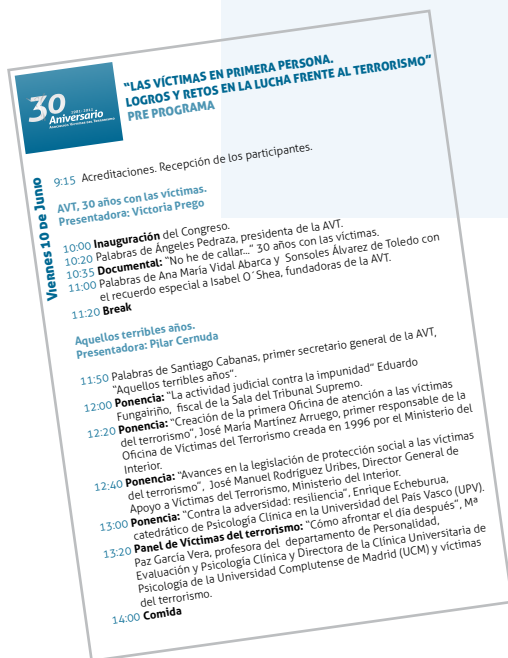 30
1981-2011
Aniversario
Asociación Víctimas del Terrorismo
“LAS VÍCTIMAS EN PRIMERA PERSONA.
LOGROS Y RETOS EN LA LUCHA FRENTE AL TERRORISMO”
PRE PROGRAMA
Viernes 10 de Junio
9:15 Acreditaciones. Recepción de los participantes.
AVT, 30 años con las víctimas.
Presentadora: Victoria Prego
10:00 Inauguración del Congreso.
10:20 Palabras de Ángeles Pedraza, presidenta de la AVT.
10:35 Documental: “No he de callar...” 30 años con las víctimas.
11:00 Palabras de Ana María Vidal Abarca y Sonsoles Álvarez de Toledo con
el recuerdo especial a Isabel O´Shea, fundadoras de la AVT.
11:20 Break
Aquellos terribles años.
Presentadora: Pilar Cernuda
11:50 Palabras de Santiago Cabanas, primer secretario general de la AVT,
“Aquellos terribles años”.
12:00 Ponencia: “La actividad judicial contra la impunidad” Eduardo
Fungairiño, fiscal de la Sala del Tribunal Supremo.
12:20 Ponencia: “Creación de la primera Oficina de atención a las víctimas
del terrorismo”, José María Martínez Arruego, primer responsable de la
Oficina de Víctimas del Terrorismo creada en 1996 por el Ministerio del
Interior.
12:40 Ponencia: “Avances en la legislación de protección social a las víctimas
del terrorismo”, José Manuel Rodríguez Uribes, Director General de
Apoyo a Víctimas del Terrorismo, Ministerio del Interior.
13:00 Ponencia: “Contra la adversidad: resiliencia”, Enrique Echeburua,
catedrático de Psicología Clínica en la Universidad del País Vasco (UPV).
13:20 Panel de Víctimas del terrorismo: “Cómo afrontar el día después”, Mª
Paz García Vera, profesora del departamento de Personalidad,
Evaluación y Psicología Clínica y Directora de la Clínica Universitaria de
Psicología de la Universidad Complutense de Madrid (UCM) y víctimas
del terrorismo.
14:00 Comida